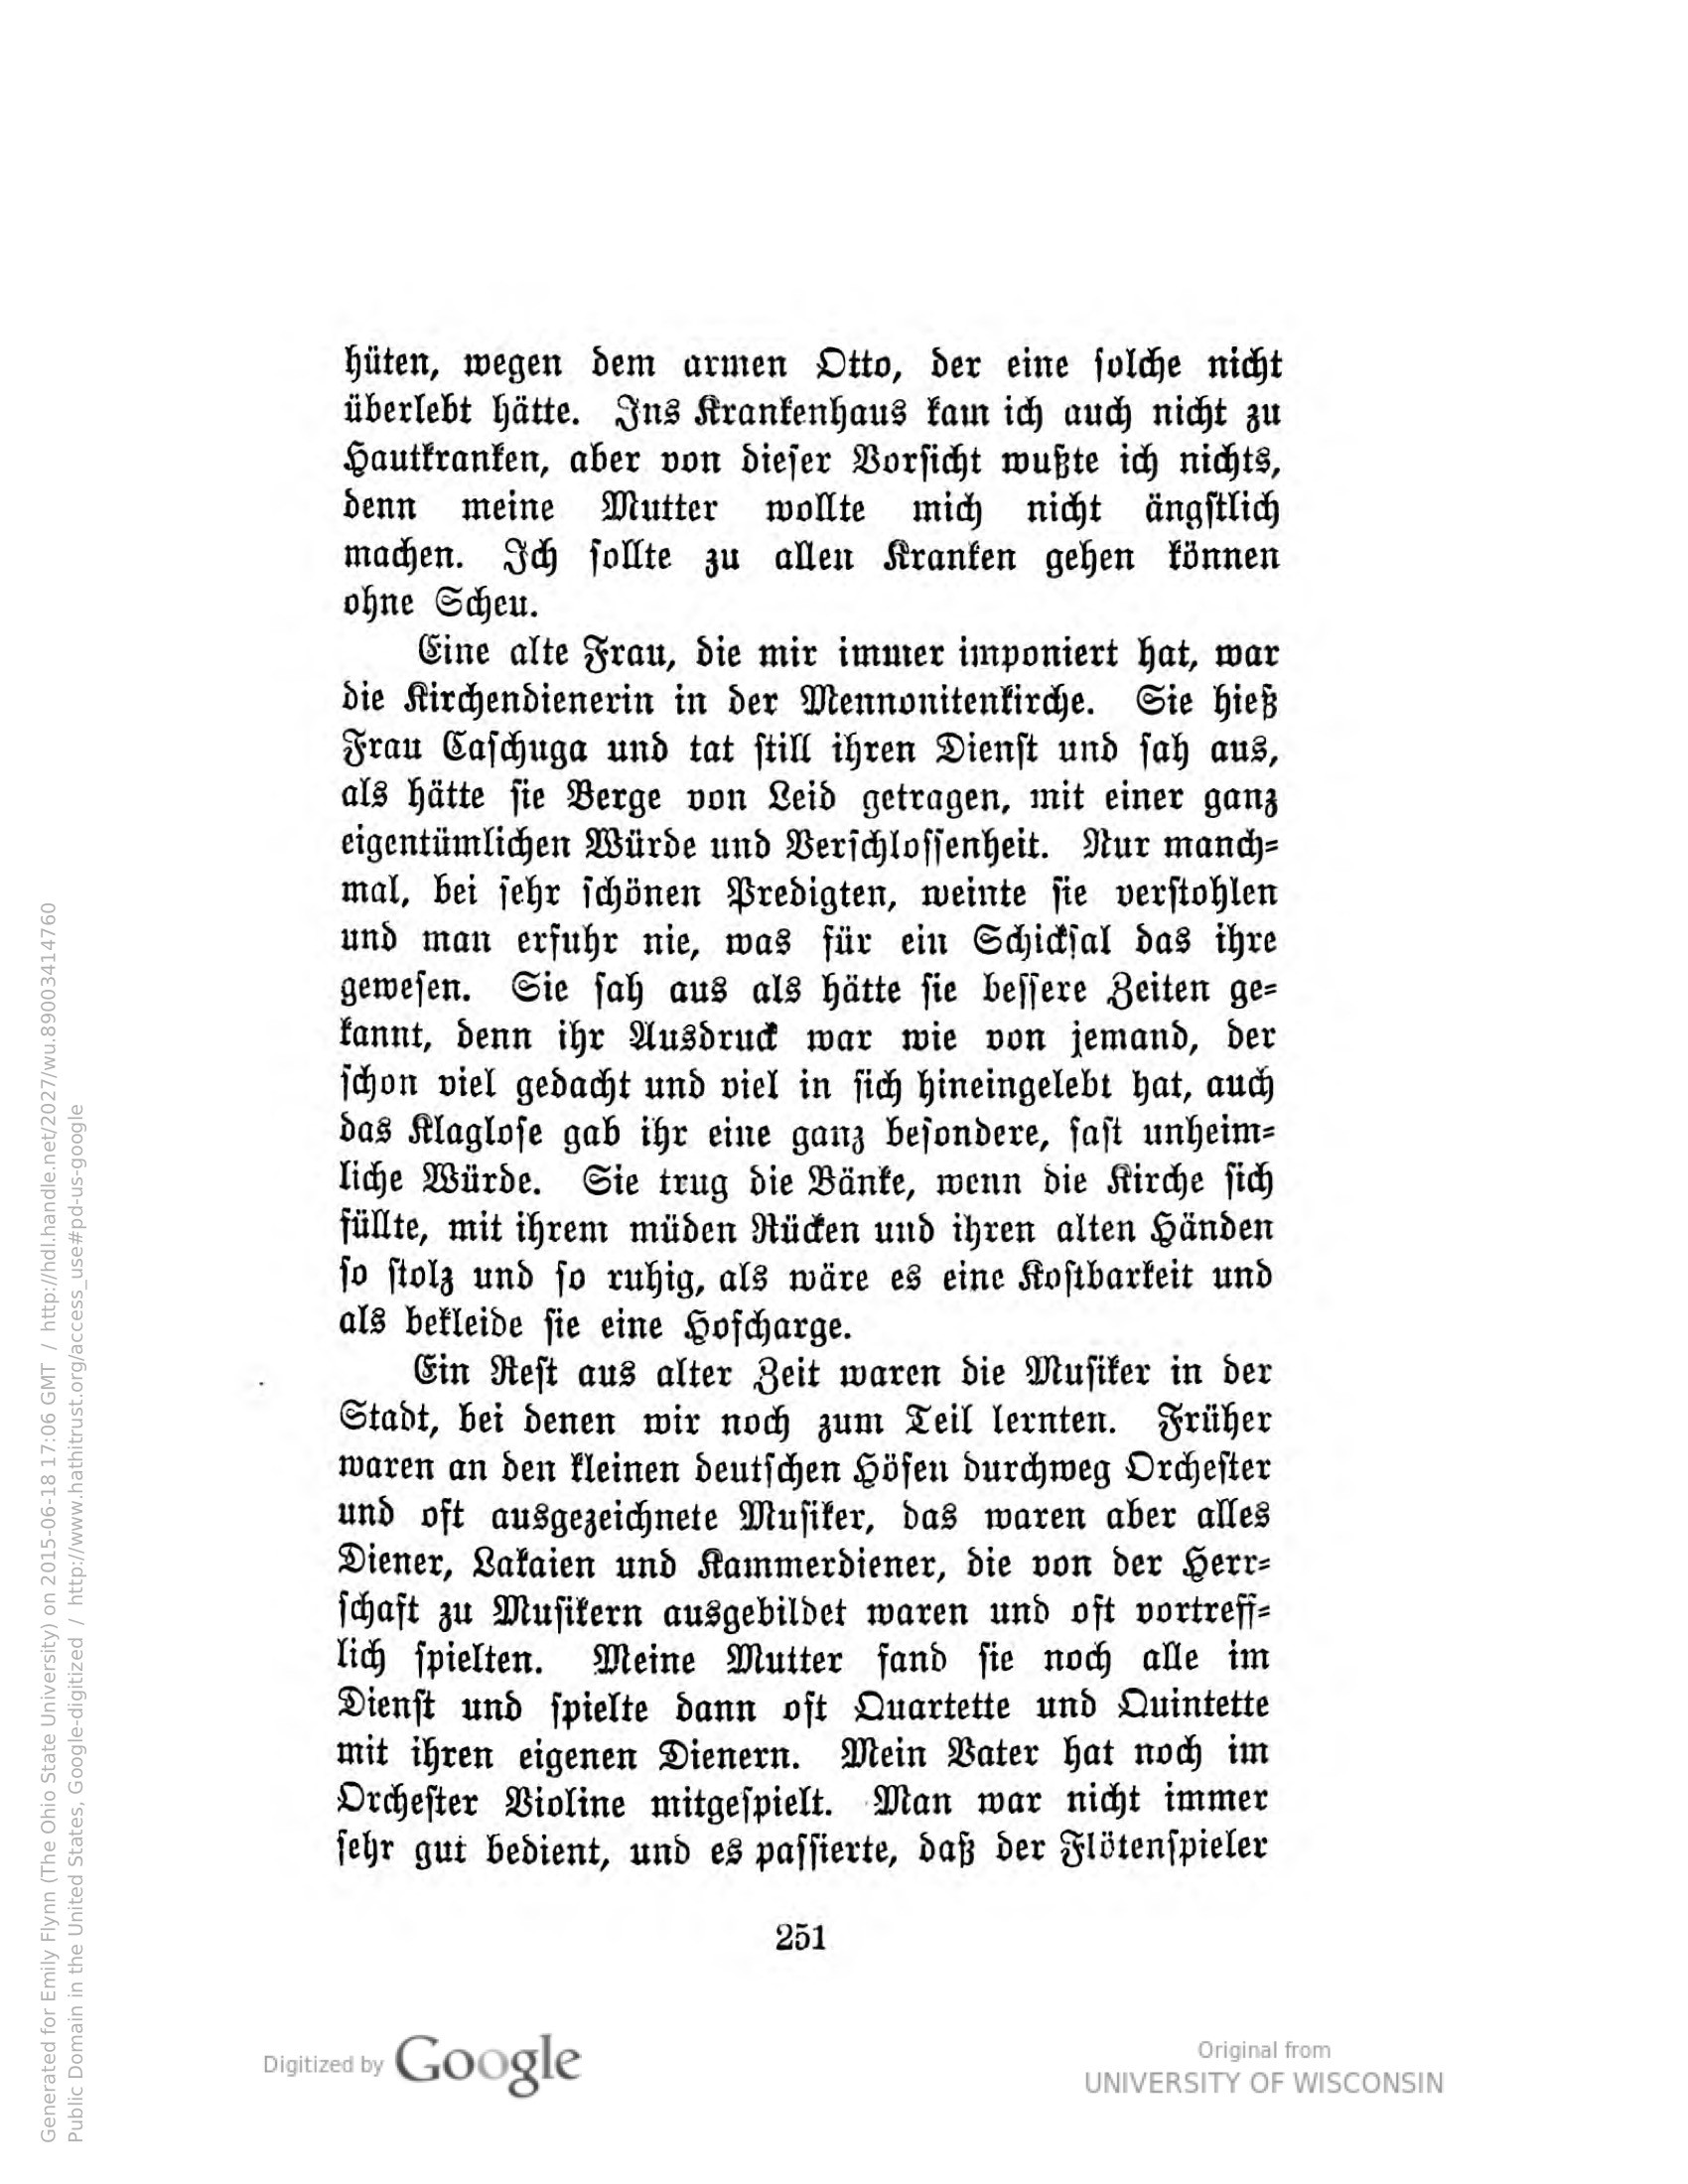 hüten, wegen dem armen Otto, der eine solche nicht
überlebt hätte. Ins Krankenhaus kam ich auch nicht zu
Hautkranken, aber von dieser Vorsicht wußte ich nichts,
denn meine Mutter wollte mich nicht ängstlich
machen. Ich sollte zu allen Kranken gehen können
ohne Scheu.
Eine alte Frau, die mir immer imponiert hat, war
die Kirchendienerin in der Mennonitenkirche. Sie hieß
Frau Caschuga und tat still ihren Dienst und sah aus,
als hätte sie Berge von Leid getragen, mit einer ganz
eigentümlichen Würde und Verschlossenheit. Nur manch=
mal, bei sehr schönen Predigten, weinte sie verstohlen
und man erfuhr nie, was für ein Schicksal das ihre
gewesen. Sie sah aus als hätte sie bessere Zeiten ge=
kannt, denn ihr Ausdruck war wie von jemand, der
schon viel gedacht und viel in sich hineingelebt hat, auch
das Klaglose gab ihr eine ganz besondere, fast unheim=
liche Würde. Sie trug die Bänke, wenn die Kirche sich
füllte, mit ihrem müden Rücken und ihren alten Händen
so stolz und so ruhig, als wäre es eine Kostbarkeit und
als bekleide sie eine Hofcharge.
Ein Rest aus alter Zeit waren die Musiker in der
Stadt, bei denen wir noch zum Teil lernten. Früher
waren an den kleinen deutschen Höfen durchweg Orchester
und oft ausgezeichnete Musiker, das waren aber alles
Diener, Lakaien und Kammerdiener, die von der Herr=
schaft zu Musikern ausgebildet waren und oft vortreff=
lich spielten. Meine Mutter fand sie noch alle im
Dienst und spielte dann oft Quartette und Quintette
mit ihren eigenen Dienern. Mein Vater hat noch im
Orchester Violine mitgespielt. Man war nicht immer
sehr gut bedient, und es passierte, daß der Flötenspieler
251
Digitized by Google
Original from
UNIVERSITY OF WISCONSIN
Generated for Emily Flynn (The Ohio State University) on 2015-06-18 17:06 GMT / http://hdl.handle.net/2027/wu.89003414760
Public Domain in the United States, Google-digitized / http://www.hathitrust.org/access_use#pd-us-google